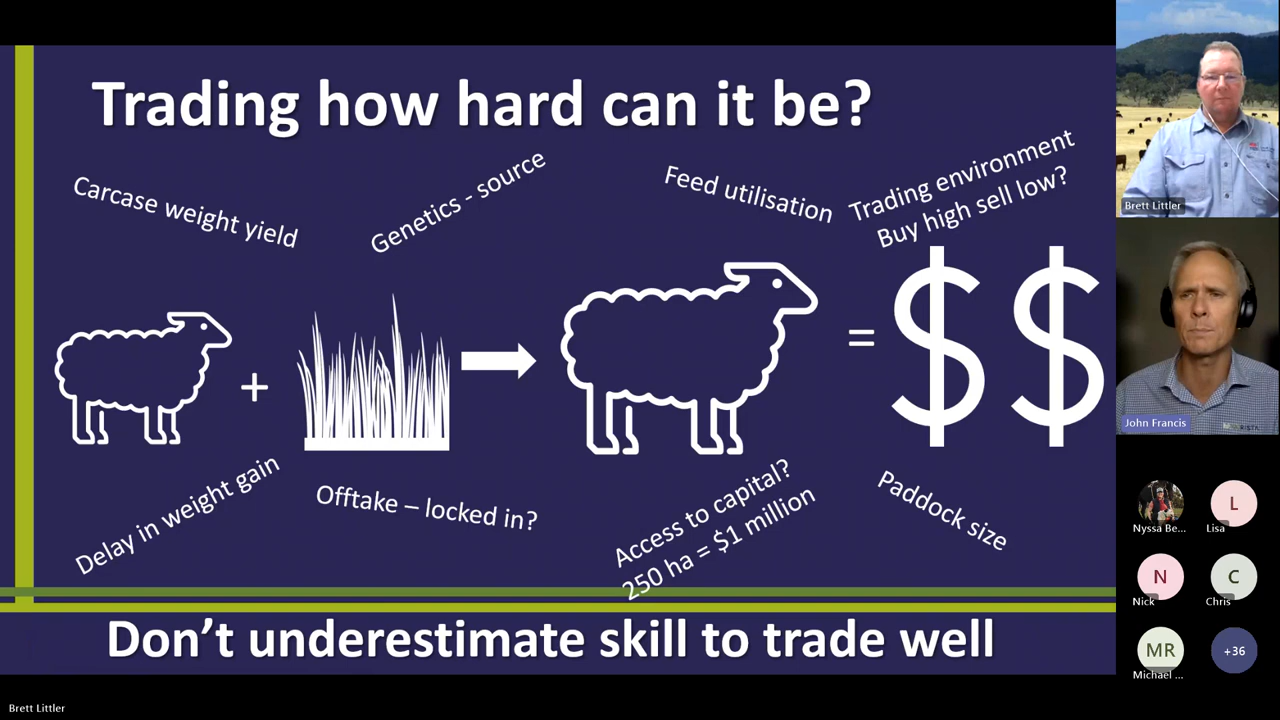 Trading how hard can it be?
Carcase weight yield
Genetics - source
Feed utilisation
Trading environment
Buy high sell low?
+
=
$$
Delay in weight gain
Offtake – locked in?
Access to capital?
250 ha = $1 million
Paddock size
Don't underestimate skill to trade well
Brett Littler
John Francis
Nyssa Be...
L
Lisa
N
Nick
C
Chris
MR
Michael ...
+36
Brett Littler